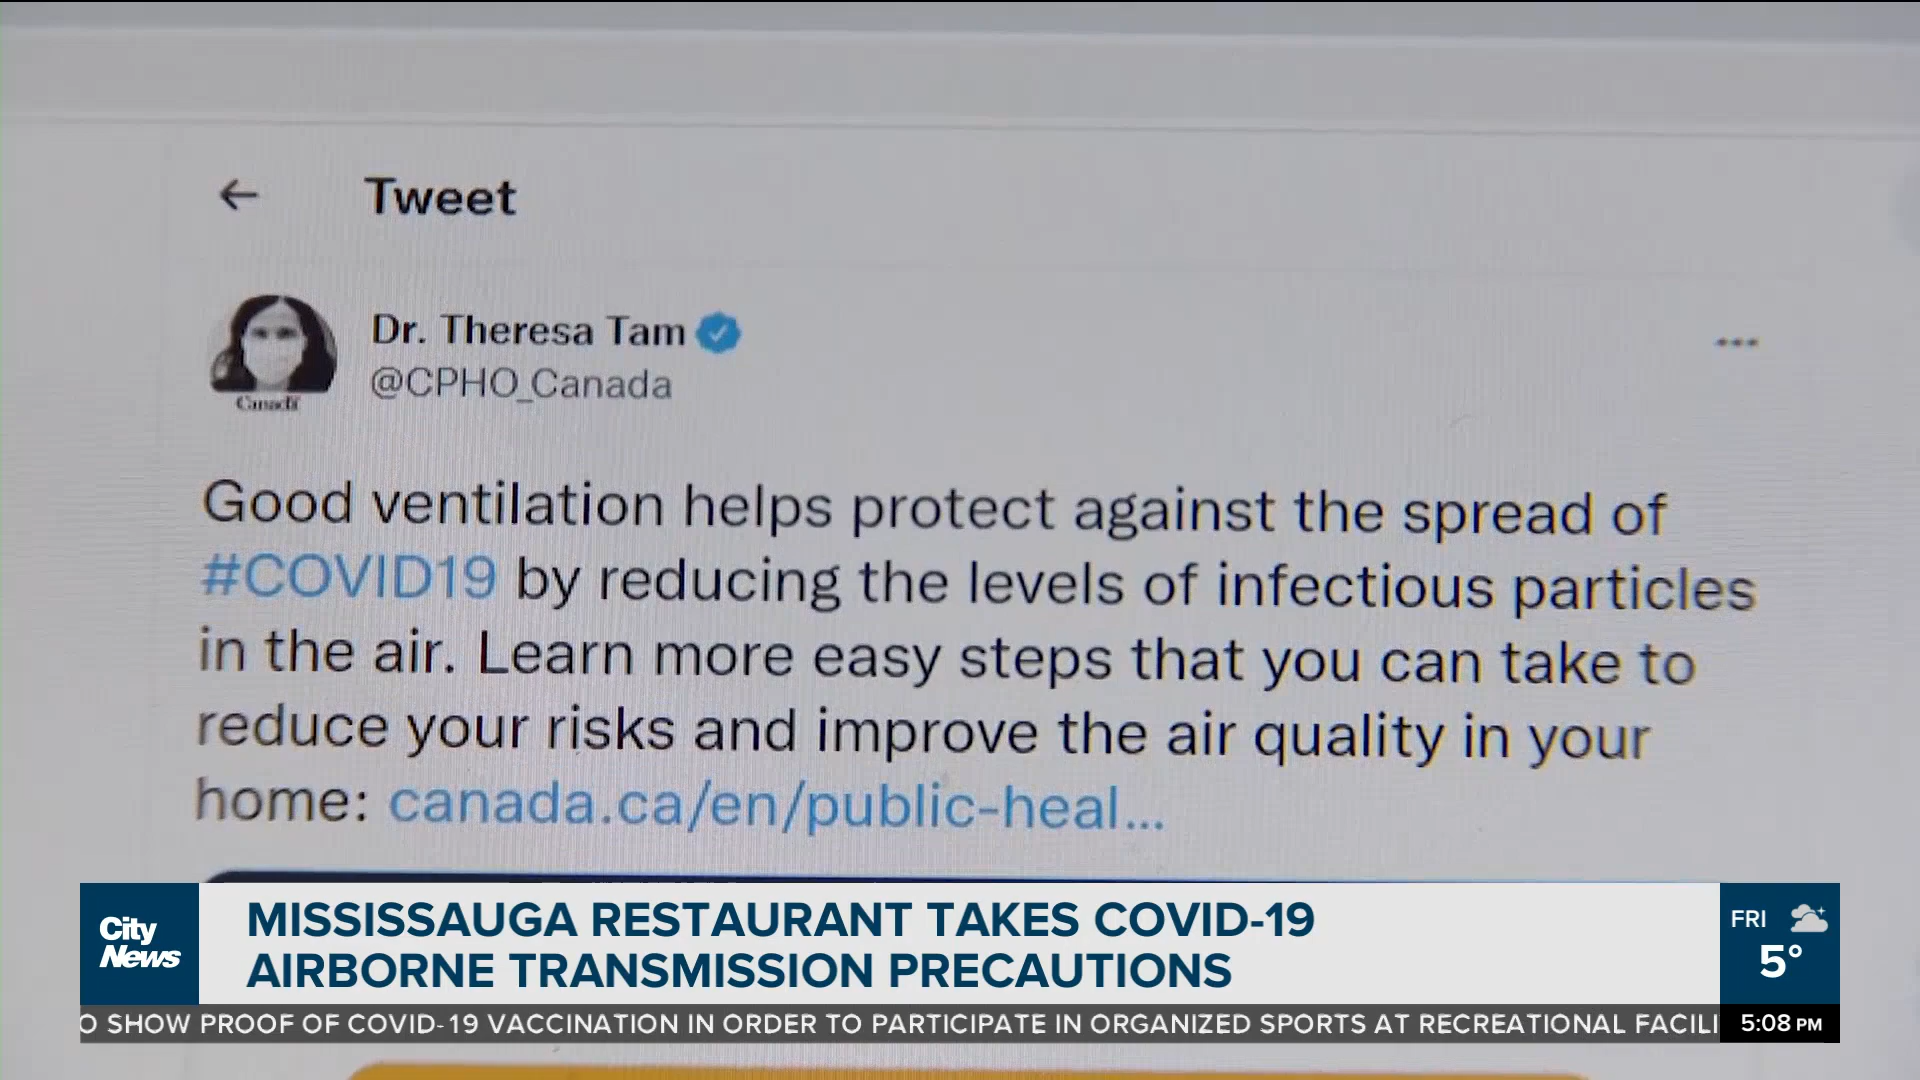 ← Tweet
Dr. Theresa Tam
@CPHO_Canada
Canada
Good ventilation helps protect against the spread of
#COVID19 by reducing the levels of infectious particles
in the air. Learn more easy steps that you can take to
reduce your risks and improve the air quality in your
home: canada.ca/en/public-heal...
City
News
MISSISSAUGA RESTAURANT TAKES COVID-19
AIRBORNE TRANSMISSION PRECAUTIONS
FRI
5°
O SHOW PROOF OF COVID-19 VACCINATION IN ORDER TO PARTICIPATE IN ORGANIZED SPORTS AT RECREATIONAL FACILI
5:08 PM